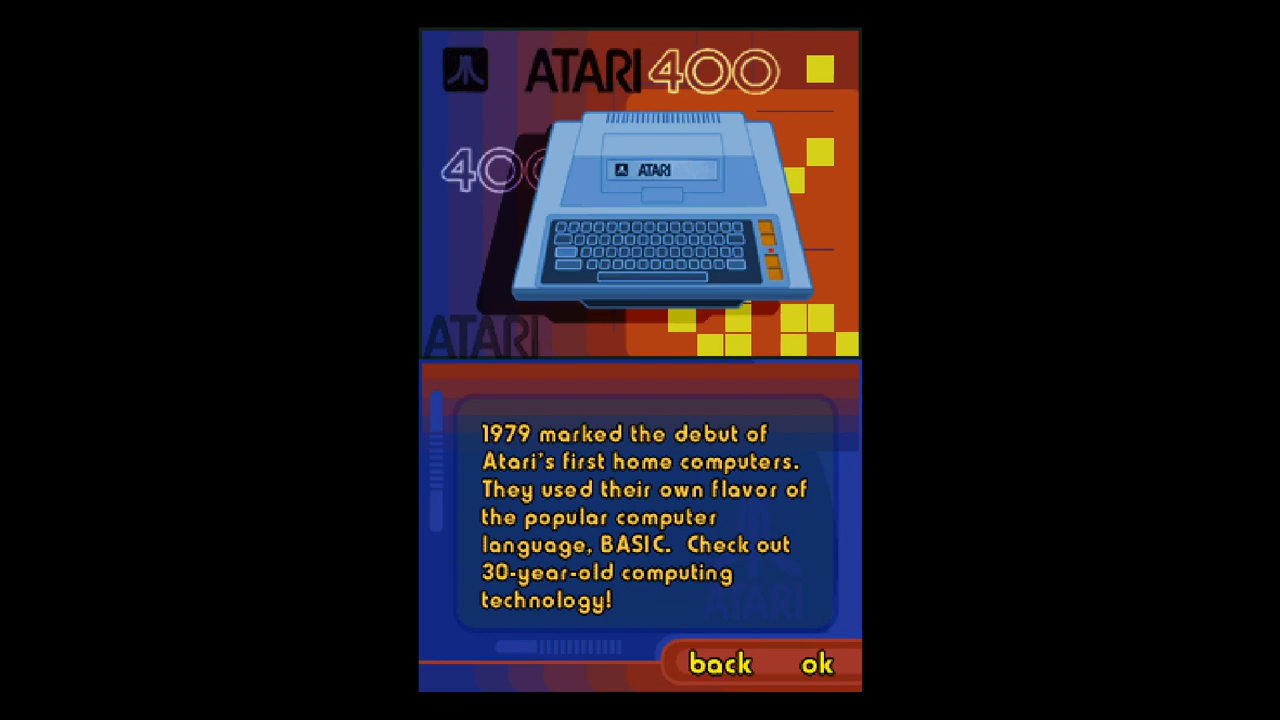 ATARI 400
400
ATARI
ATARI
1979 marked the debut of
Atari's first home computers.
They used their own flavor of
the popular computer
language, BASIC.  Check out
30-year-old computing
technology!
ATARI
back ok